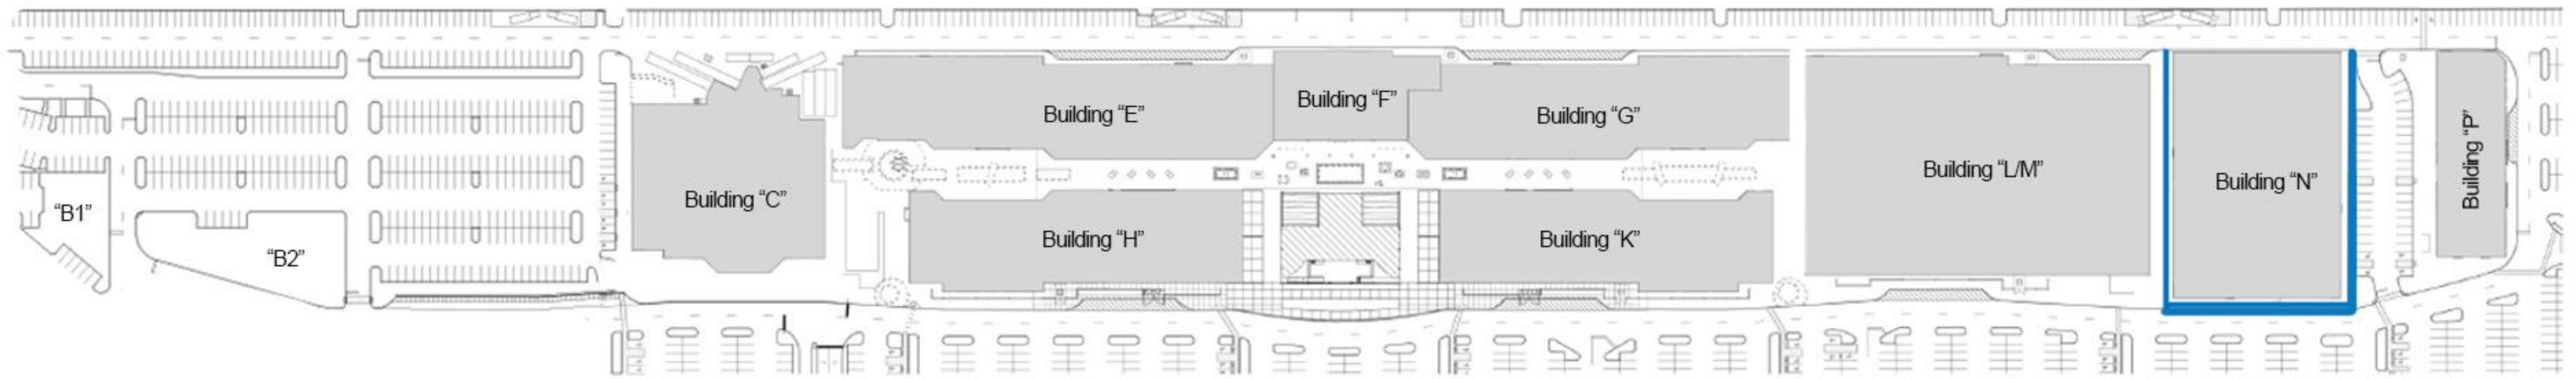 "B1"
"B2"
Building "C"
Building "E"
Building "F"
Building "G"
Building "H"
Building "K"
Building "L/M"
Building "N"
Building "P"